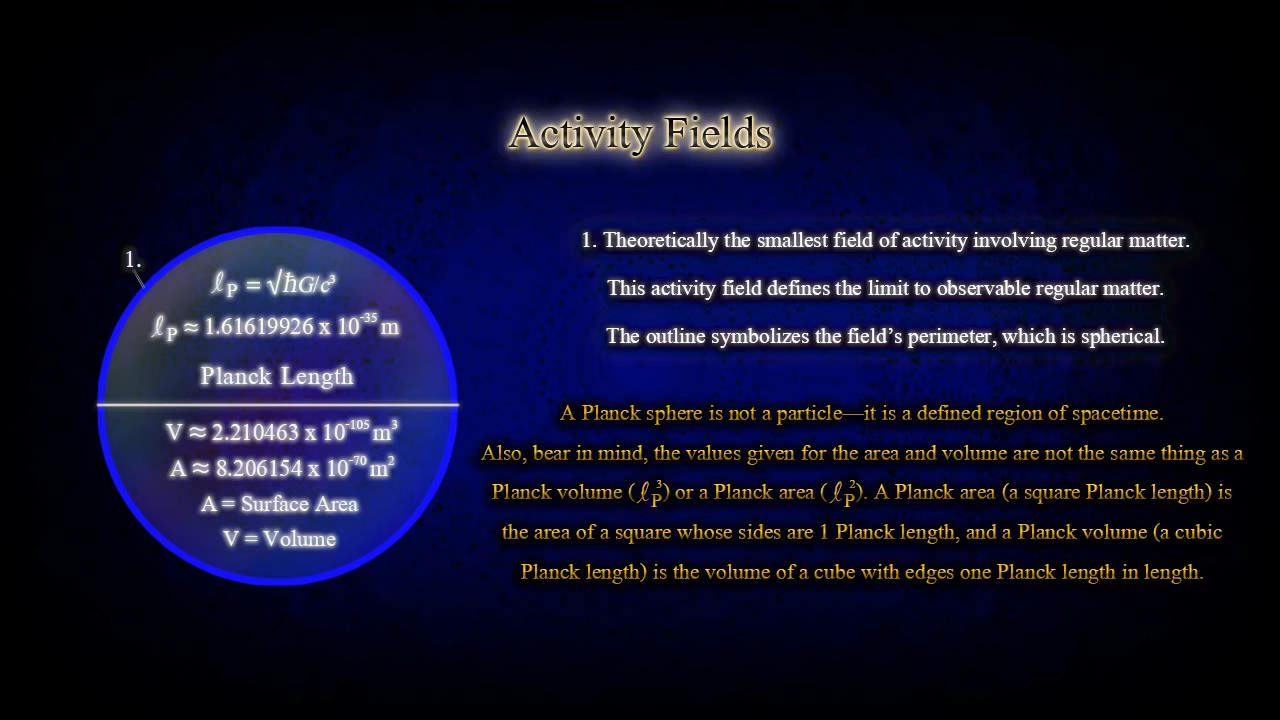 Activity Fields
1.
ℓP = √ħG/c³
ℓP ≈ 1.61619926 x 10⁻³⁵ m
Planck Length
V ≈ 2.210463 x 10⁻¹⁰⁵ m³
A ≈ 8.206154 x 10⁻⁷⁰ m²
A = Surface Area
V = Volume
1. Theoretically the smallest field of activity involving regular matter.
This activity field defines the limit to observable regular matter.
The outline symbolizes the field’s perimeter, which is spherical.
A Planck sphere is not a particle—it is a defined region of spacetime.
Also, bear in mind, the values given for the area and volume are not the same thing as a
Planck volume (ℓP³) or a Planck area (ℓP²). A Planck area (a square Planck length) is
the area of a square whose sides are 1 Planck length, and a Planck volume (a cubic
Planck length) is the volume of a cube with edges one Planck length in length.